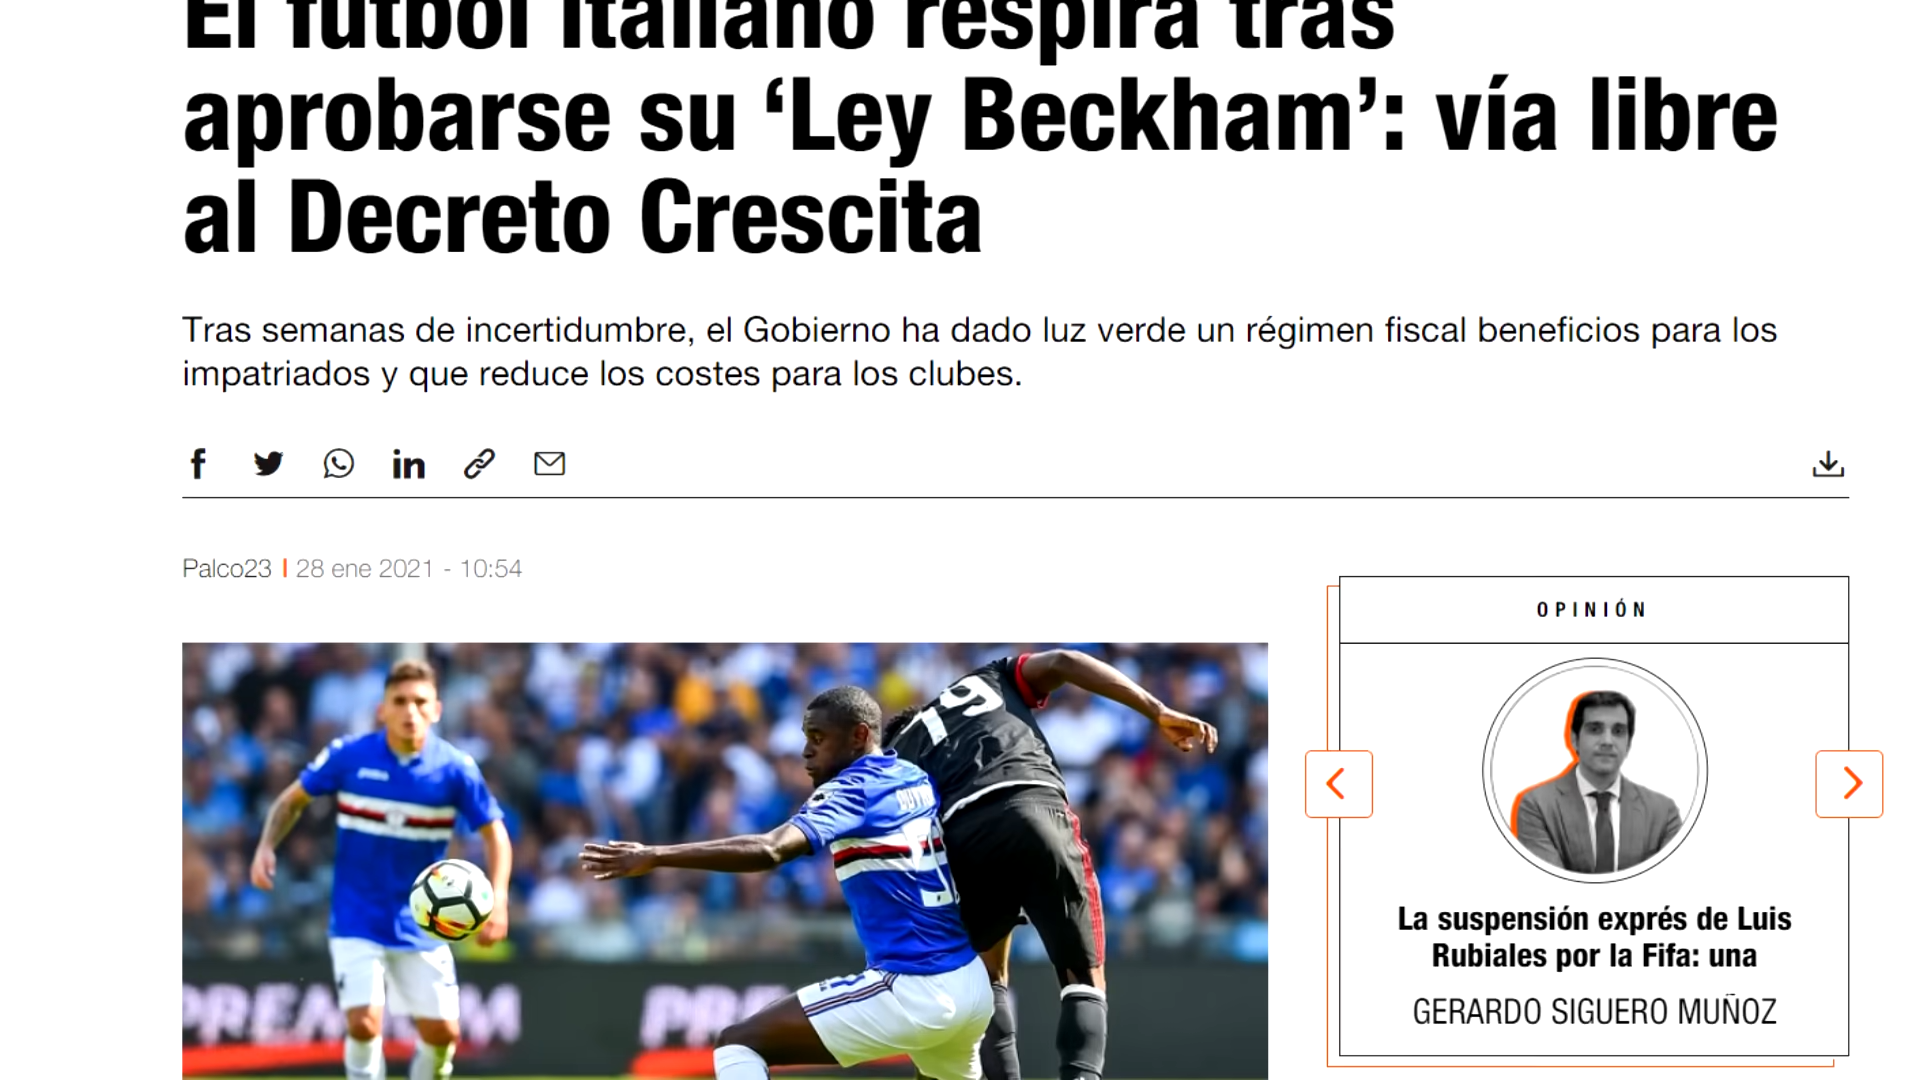 El fútbol italiano respira tras
aprobarse su ‘Ley Beckham’: vía libre
al Decreto Crescita
Tras semanas de incertidumbre, el Gobierno ha dado luz verde un régimen fiscal beneficios para los
impatriados y que reduce los costes para los clubes.
Palco23 | 28 ene 2021 - 10:54
OPINIÓN
19
La suspensión exprés de Luis
Rubiales por la Fifa: una
GERARDO SIGUERO MUÑOZ
PREMIUM